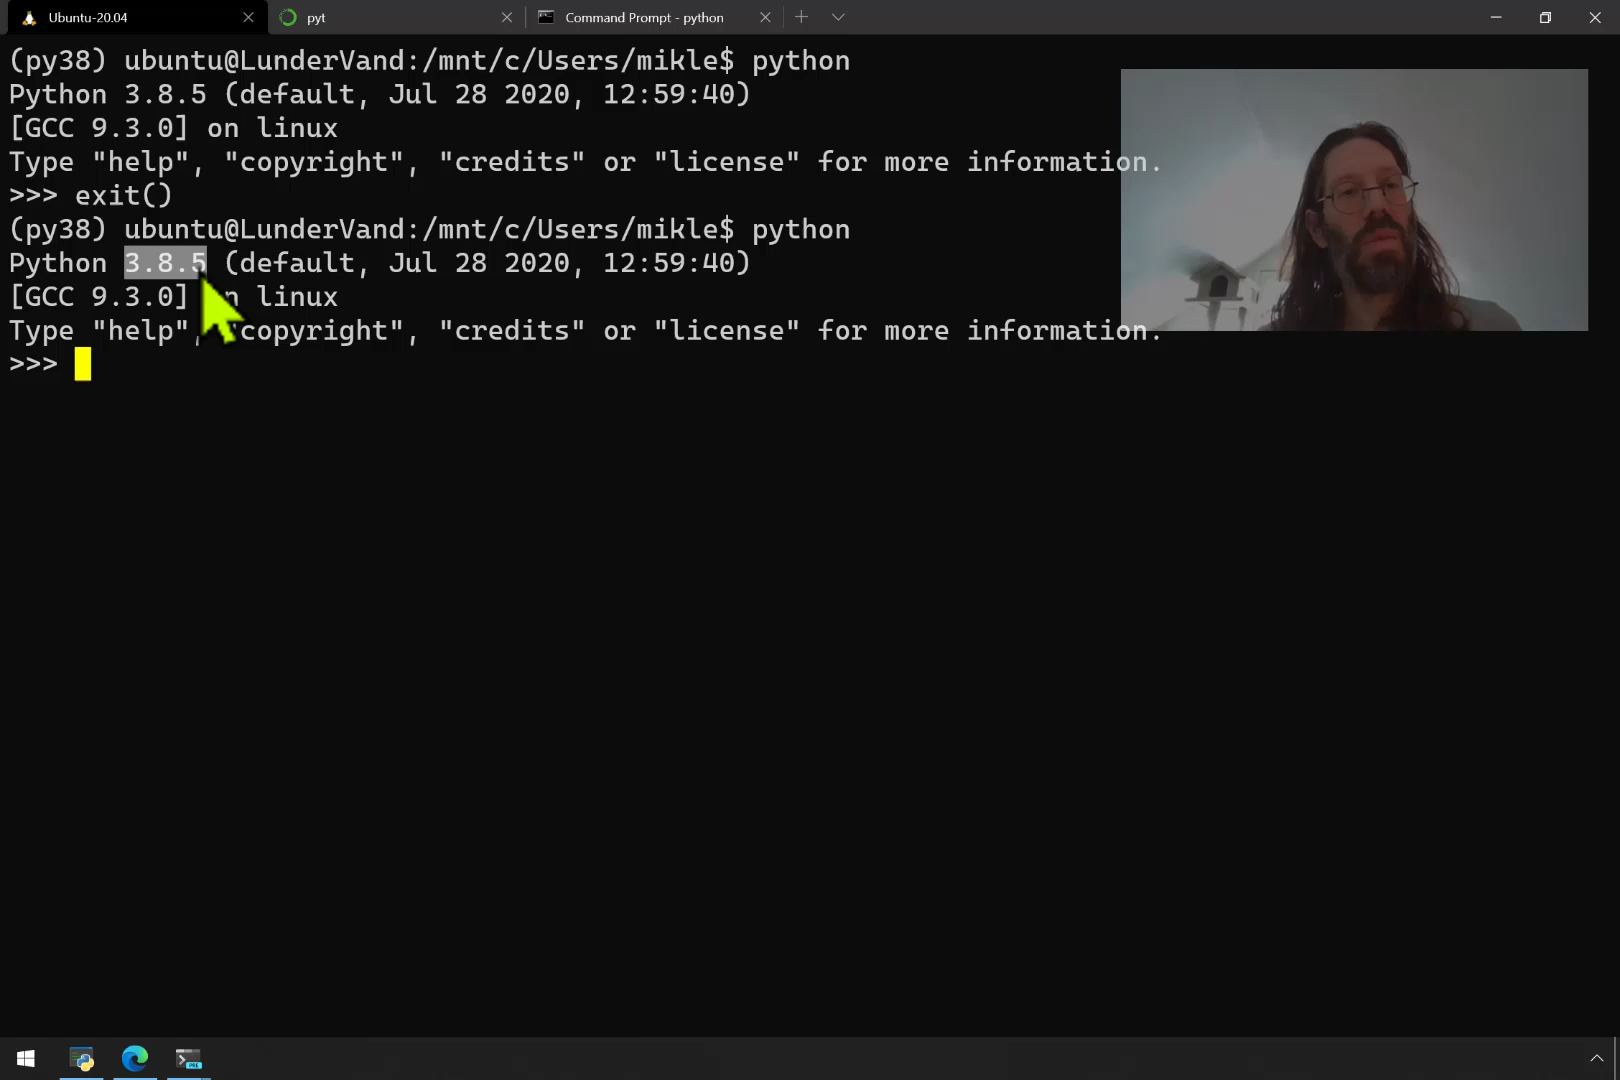 Ubuntu-20.04
pyt
Command Prompt - python
(py38) ubuntu@LunderVand:/mnt/c/Users/mikle$ python
Python 3.8.5 (default, Jul 28 2020, 12:59:40)
[GCC 9.3.0] on linux
Type "help", "copyright", "credits" or "license" for more information.
>>> exit()
(py38) ubuntu@LunderVand:/mnt/c/Users/mikle$ python
Python 3.8.5 (default, Jul 28 2020, 12:59:40)
[GCC 9.3.0] on linux
Type "help", "copyright", "credits" or "license" for more information.
>>>
PRE